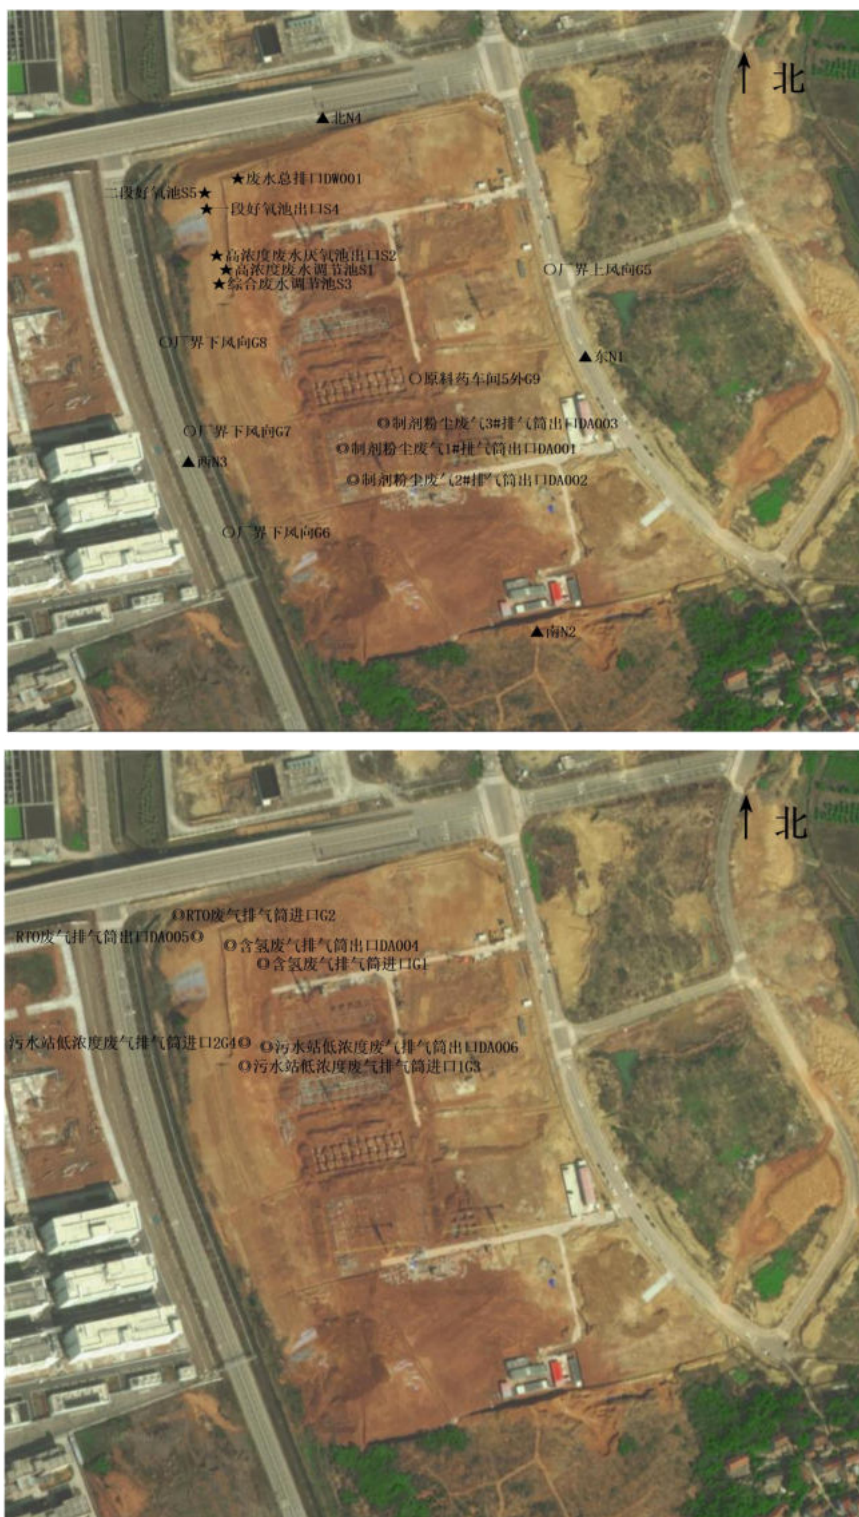 北
▲北N4
★废水总排口DW001
二段好氧池S5★
★一段好氧池出口S4
★高浓度废水厌氧池出口S2
★高浓度废水调节池S1
★综合废水调节池S3
○厂界上风向G5
○厂界下风向G8
▲东N1
○原料药车间5外G9
◎制剂粉尘废气3#排气筒出口DA003
○厂界下风向G7
◎制剂粉尘废气1#排气筒出口DA001
▲西N3
◎制剂粉尘废气2#排气筒出口DA002
○厂界下风向G6
▲南N2
北
◎RTO废气排气筒进口G2
RTO废气排气筒出口DA005◎
◎含氢废气排气筒出口DA004
◎含氢废气排气筒进口G1
污水站低浓度废气排气筒进口2G4◎
◎污水站低浓度废气排气筒出口DA006
◎污水站低浓度废气排气筒进口1G3